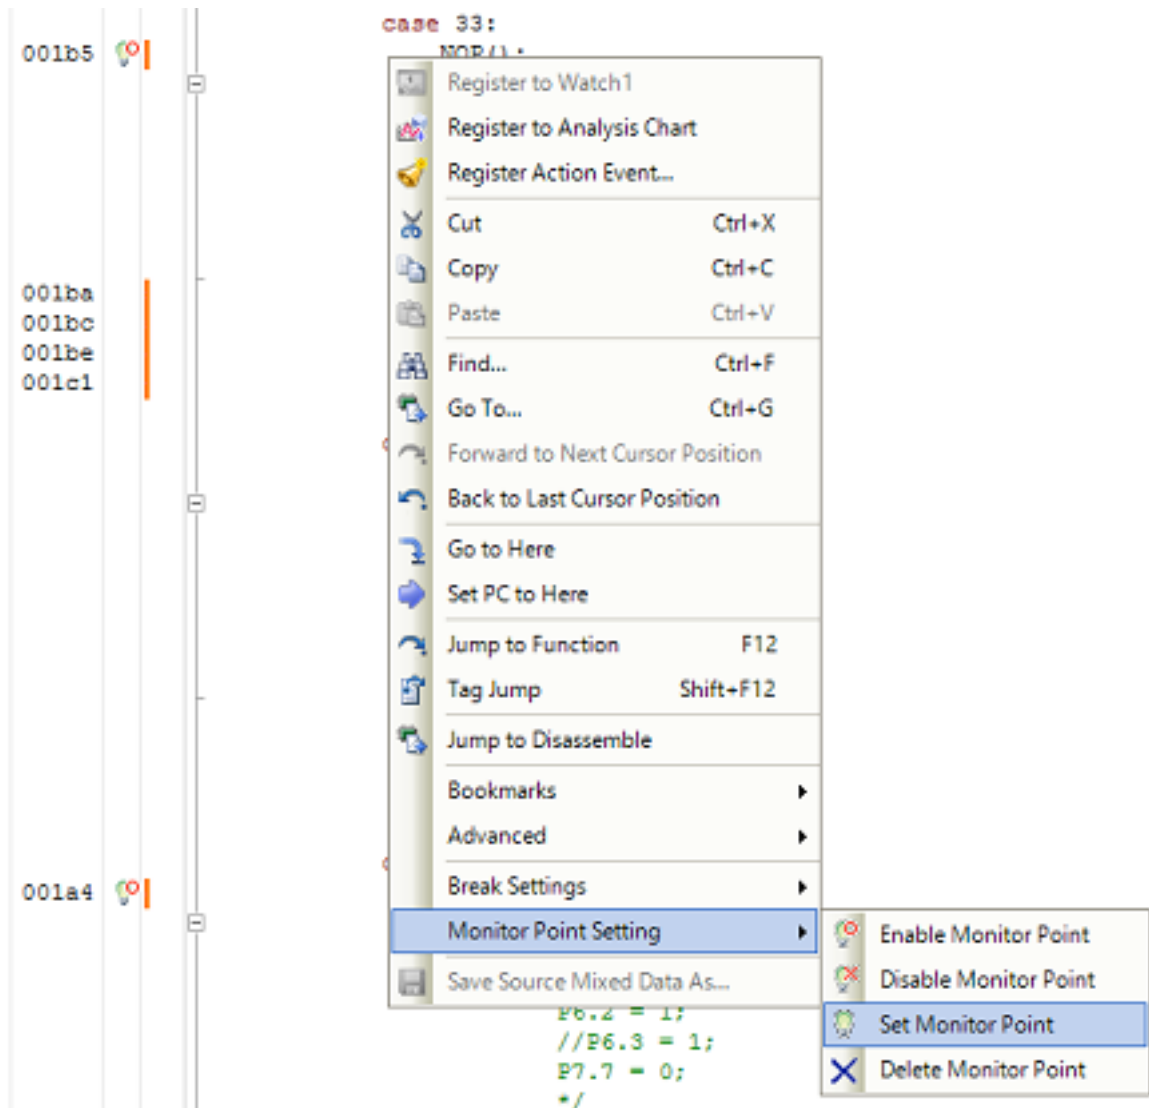 case 33:
001b5
NOP();
Register to Watch1
Register to Analysis Chart
Register Action Event...
Cut Ctrl+X
Copy Ctrl+C
001ba
Paste Ctrl+V
001bc
001be
Find... Ctrl+F
001c1
Go To... Ctrl+G
Forward to Next Cursor Position
Back to Last Cursor Position
Go to Here
Set PC to Here
Jump to Function F12
Tag Jump Shift+F12
Jump to Disassemble
Bookmarks
Advanced
Break Settings
001a4
Monitor Point Setting
Enable Monitor Point
Save Source Mixed Data As...
Disable Monitor Point
P6.2 = 1;
Set Monitor Point
//P6.3 = 1;
P7.7 = 0;
Delete Monitor Point
*/